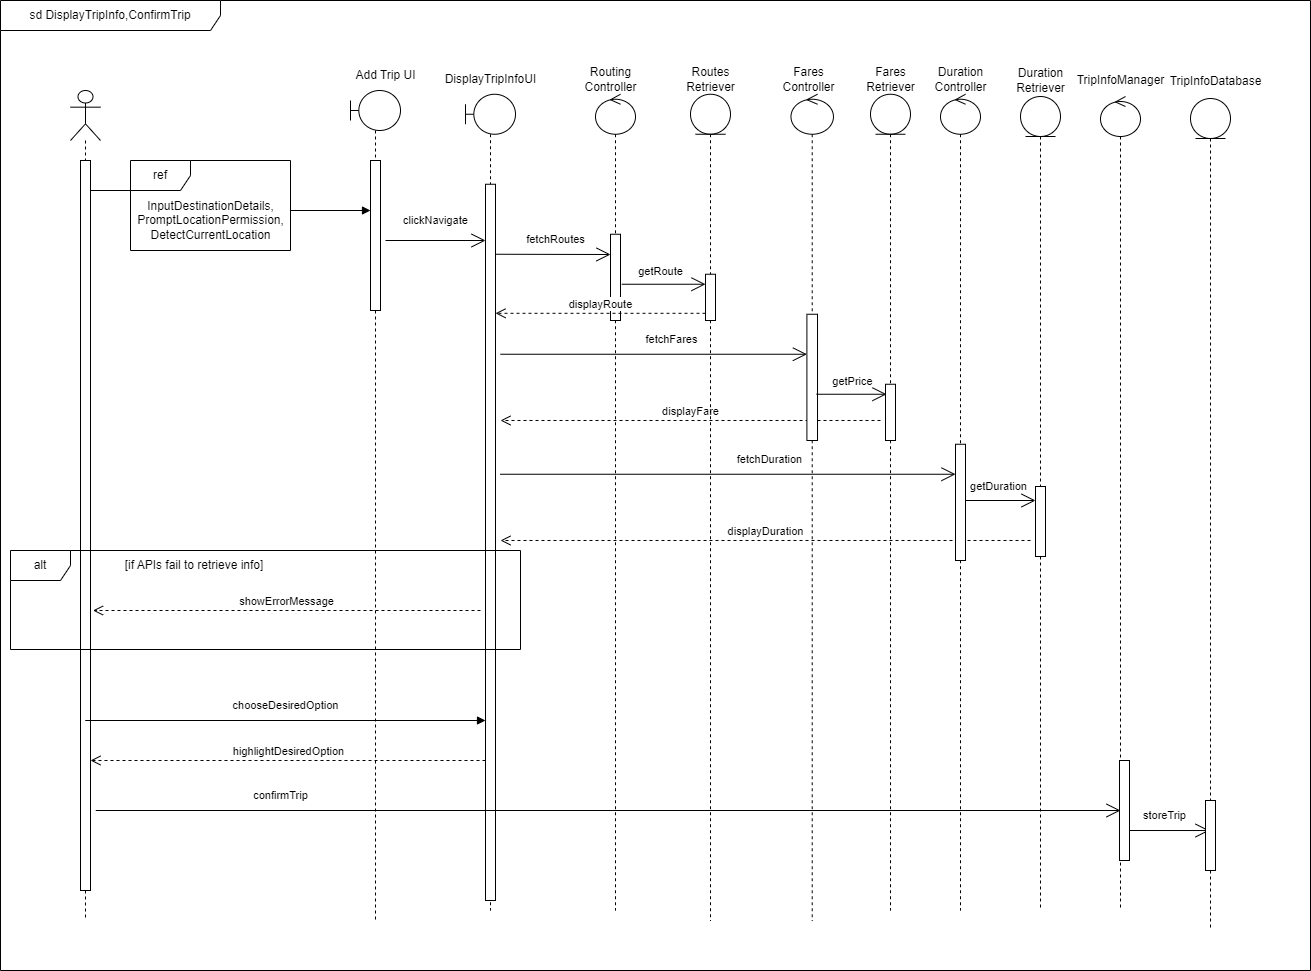 sd DisplayTripInfo,ConfirmTrip
Add Trip UI
DisplayTripInfoUI
Routing
Controller
Routes
Retriever
Fares
Controller
Fares
Retriever
Duration
Controller
Duration
Retriever
TripInfoManager
TripInfoDatabase
ref
InputDestinationDetails,
PromptLocationPermission,
DetectCurrentLocation
clickNavigate
fetchRoutes
getRoute
displayRoute
fetchFares
getPrice
displayFare
fetchDuration
getDuration
displayDuration
alt
[if APIs fail to retrieve info]
showErrorMessage
chooseDesiredOption
highlightDesiredOption
confirmTrip
storeTrip